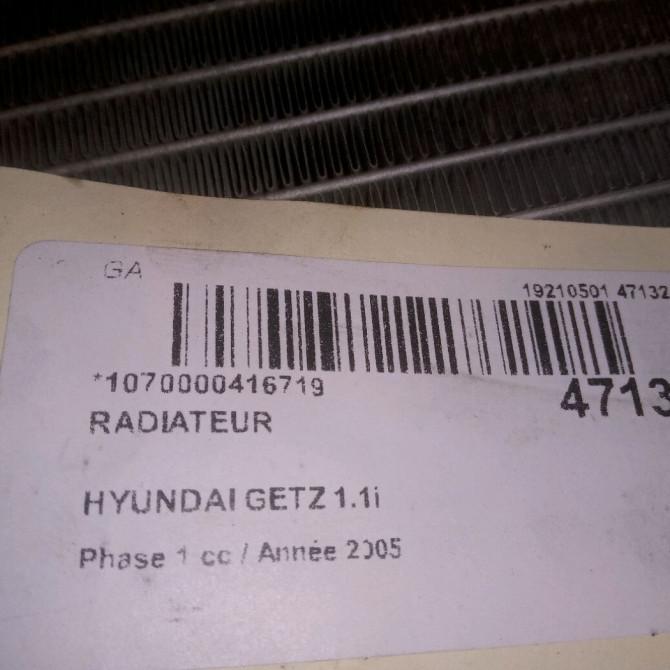 GA
19210501 47132
*1070000416719
4713
RADIATEUR
HYUNDAI GETZ 1.1i
Phase 1 cc / Année 2005